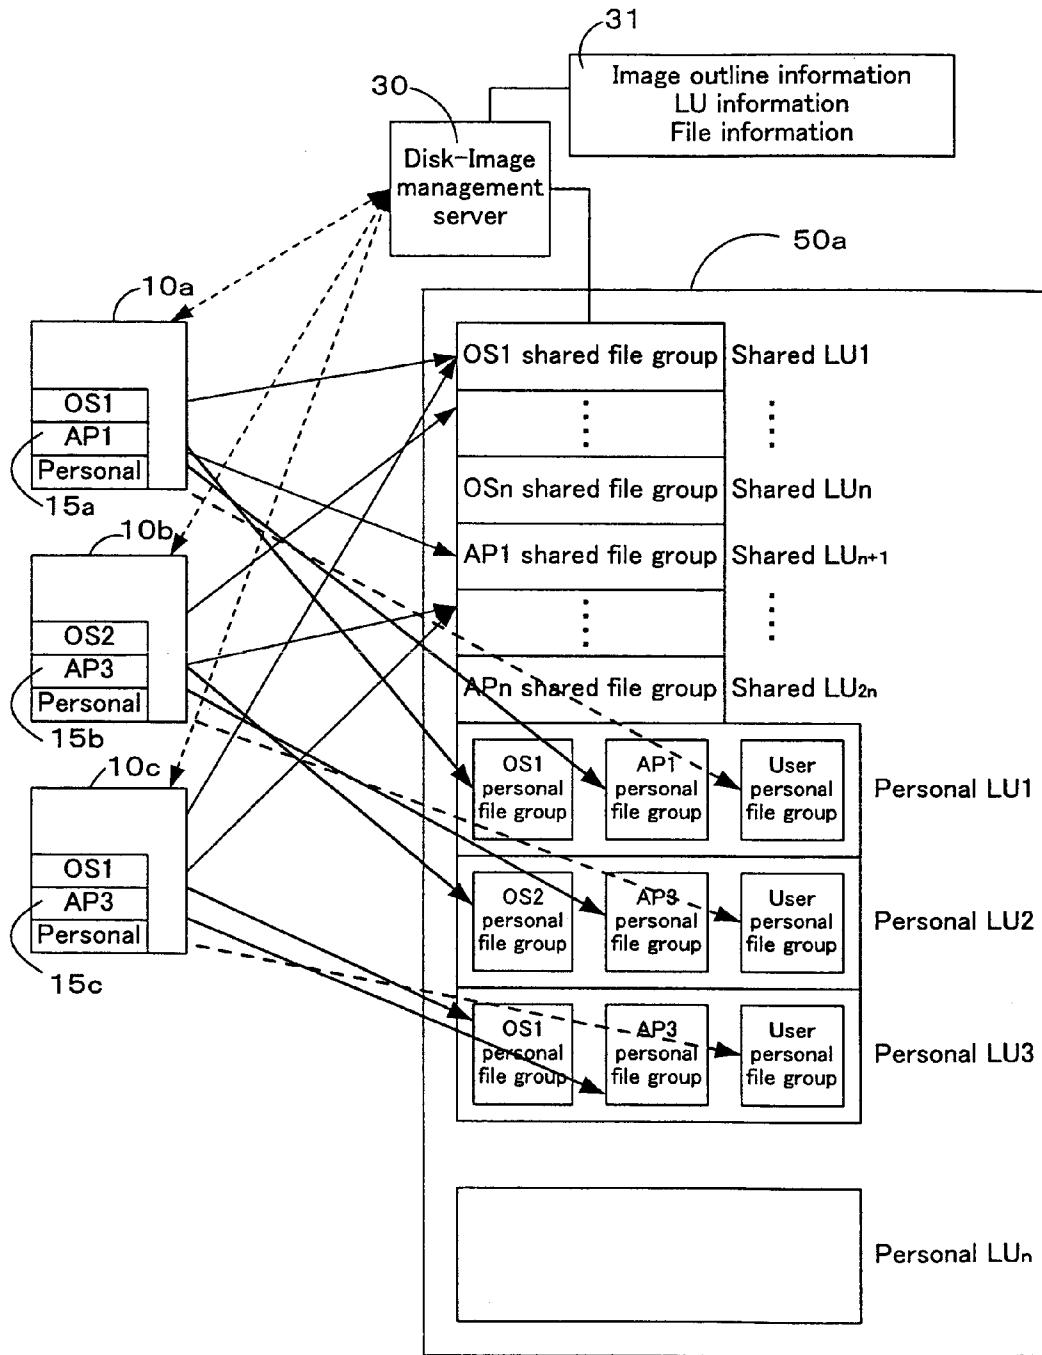 31
Image outline information
LU information
File information
30
Disk-Image
management
server
50a
10a
OS1
AP1
Personal
15a
10b
OS2
AP3
Personal
15b
10c
OS1
AP3
Personal
15c
OS1 shared file group
Shared LU1
OSn shared file group
Shared LUn
AP1 shared file group
Shared LUn+1
APn shared file group
Shared LU2n
OS1
personal
file group
AP1
personal
file group
User
personal
file group
Personal LU1
OS2
personal
file group
AP3
personal
file group
User
personal
file group
Personal LU2
OS1
personal
file group
AP3
personal
file group
User
personal
file group
Personal LU3
Personal LUn